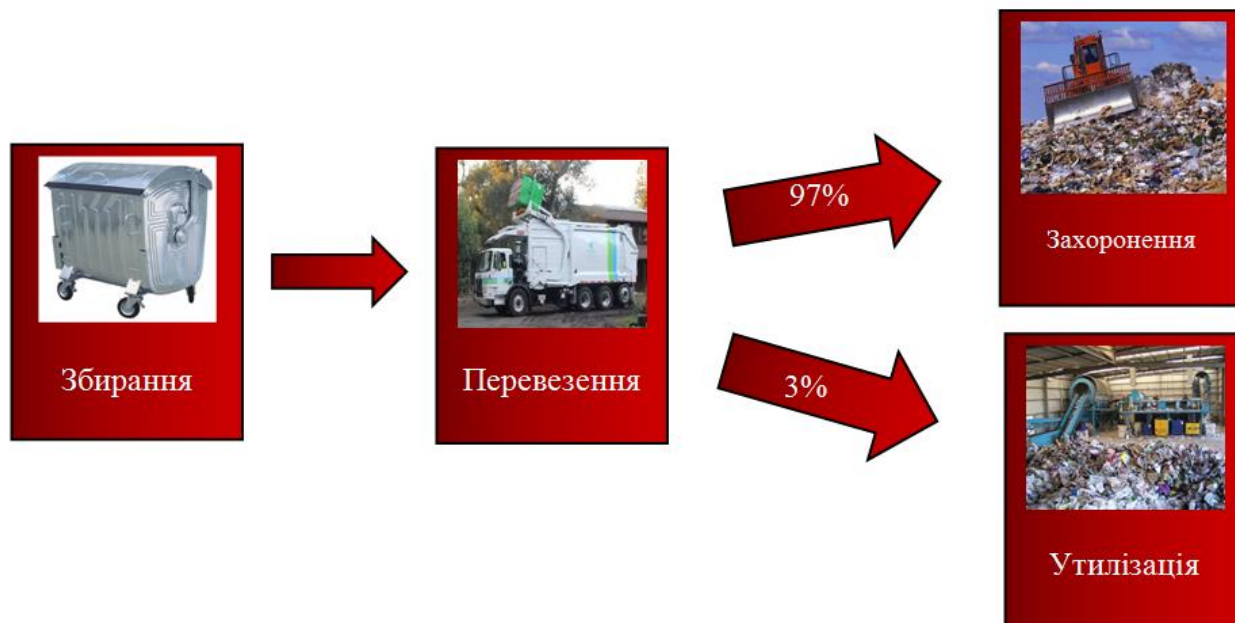 Збирання
Перевезення
97%
Захоронення
3%
Утилізація